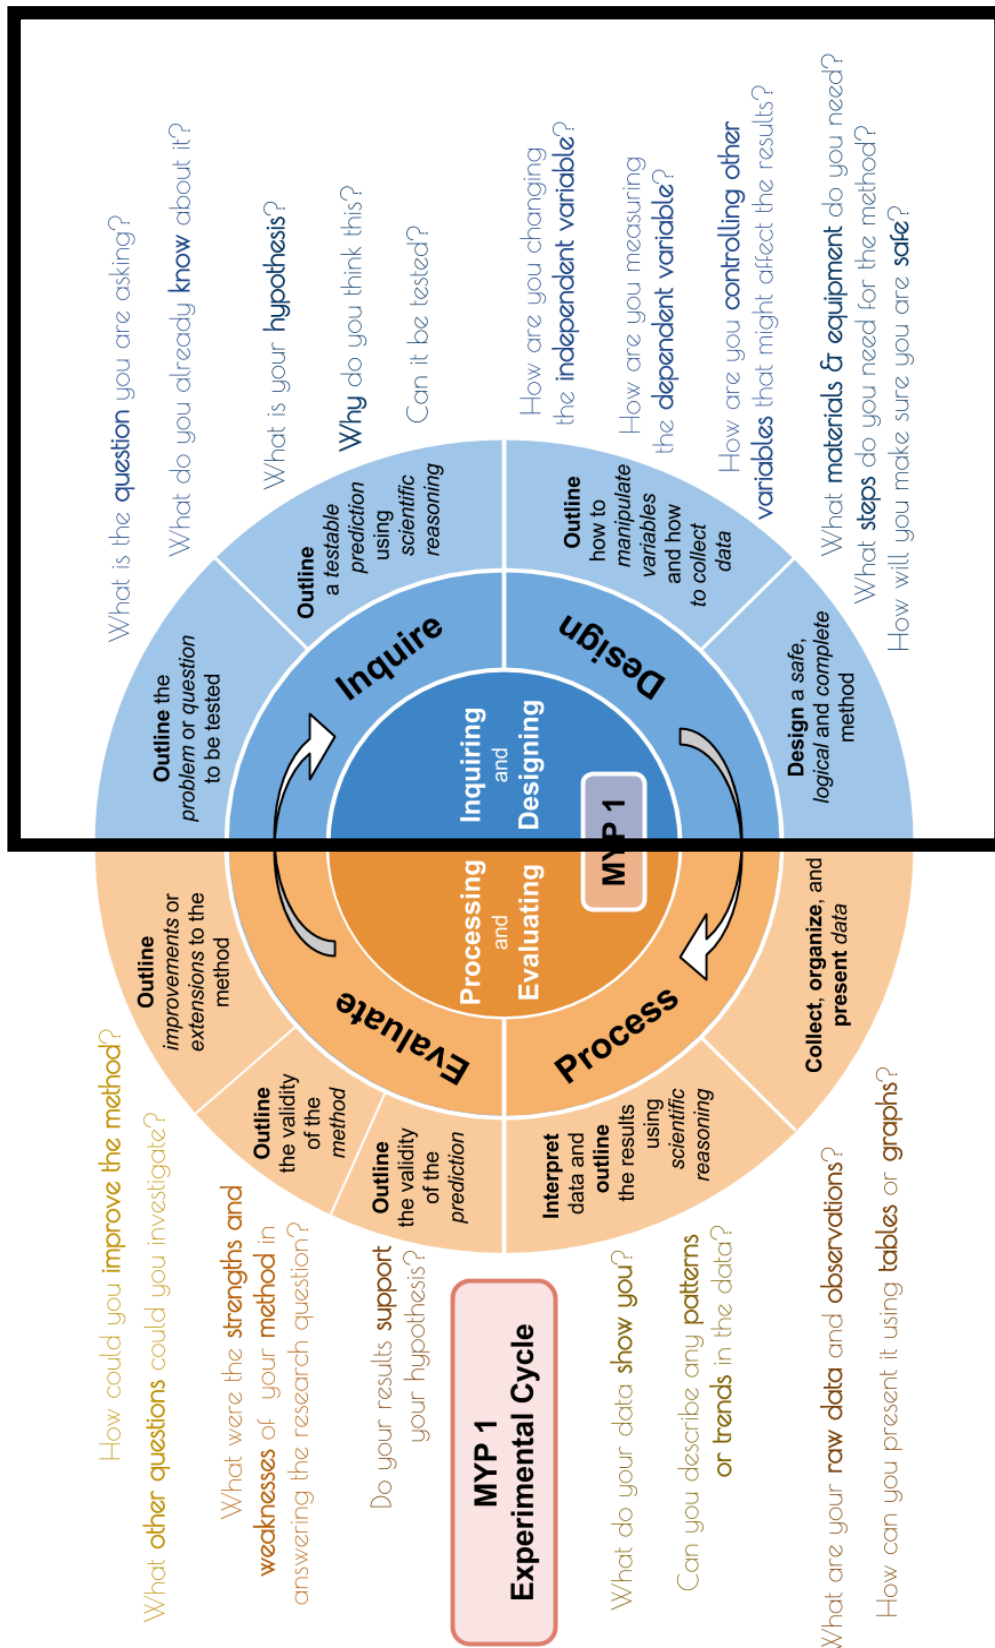 MYP 1
Experimental Cycle
Processing
and
Evaluating
Inquiring
and
Designing
MYP 1
Inquire
Outline the
problem or question
to be tested
What is the question you are asking?
What do you already know about it?
Outline
a testable
prediction
using
scientific
reasoning
What is your hypothesis?
Why do you think this?
Can it be tested?
Design
Outline
how to
manipulate
variables
and how
to collect
data
How are you changing
the independent variable?
How are you measuring
the dependent variable?
How are you controlling other
variables that might affect the results?
Design a safe,
logical and complete
method
What materials & equipment do you need?
What steps do you need for the method?
How will you make sure you are safe?
Process
Collect, organize, and
present data
What are your raw data and observations?
How can you present it using tables or graphs?
Interpret
data and
outline
the results
using
scientific
reasoning
What do your data show you?
Can you describe any patterns
or trends in the data?
Evaluate
Outline
the validity
of the
prediction
Do your results support
your hypothesis?
Outline
the validity
of the
method
What were the strengths and
weaknesses of your method in
answering the research question?
Outline
improvements or
extensions to the
method
How could you improve the method?
What other questions could you investigate?